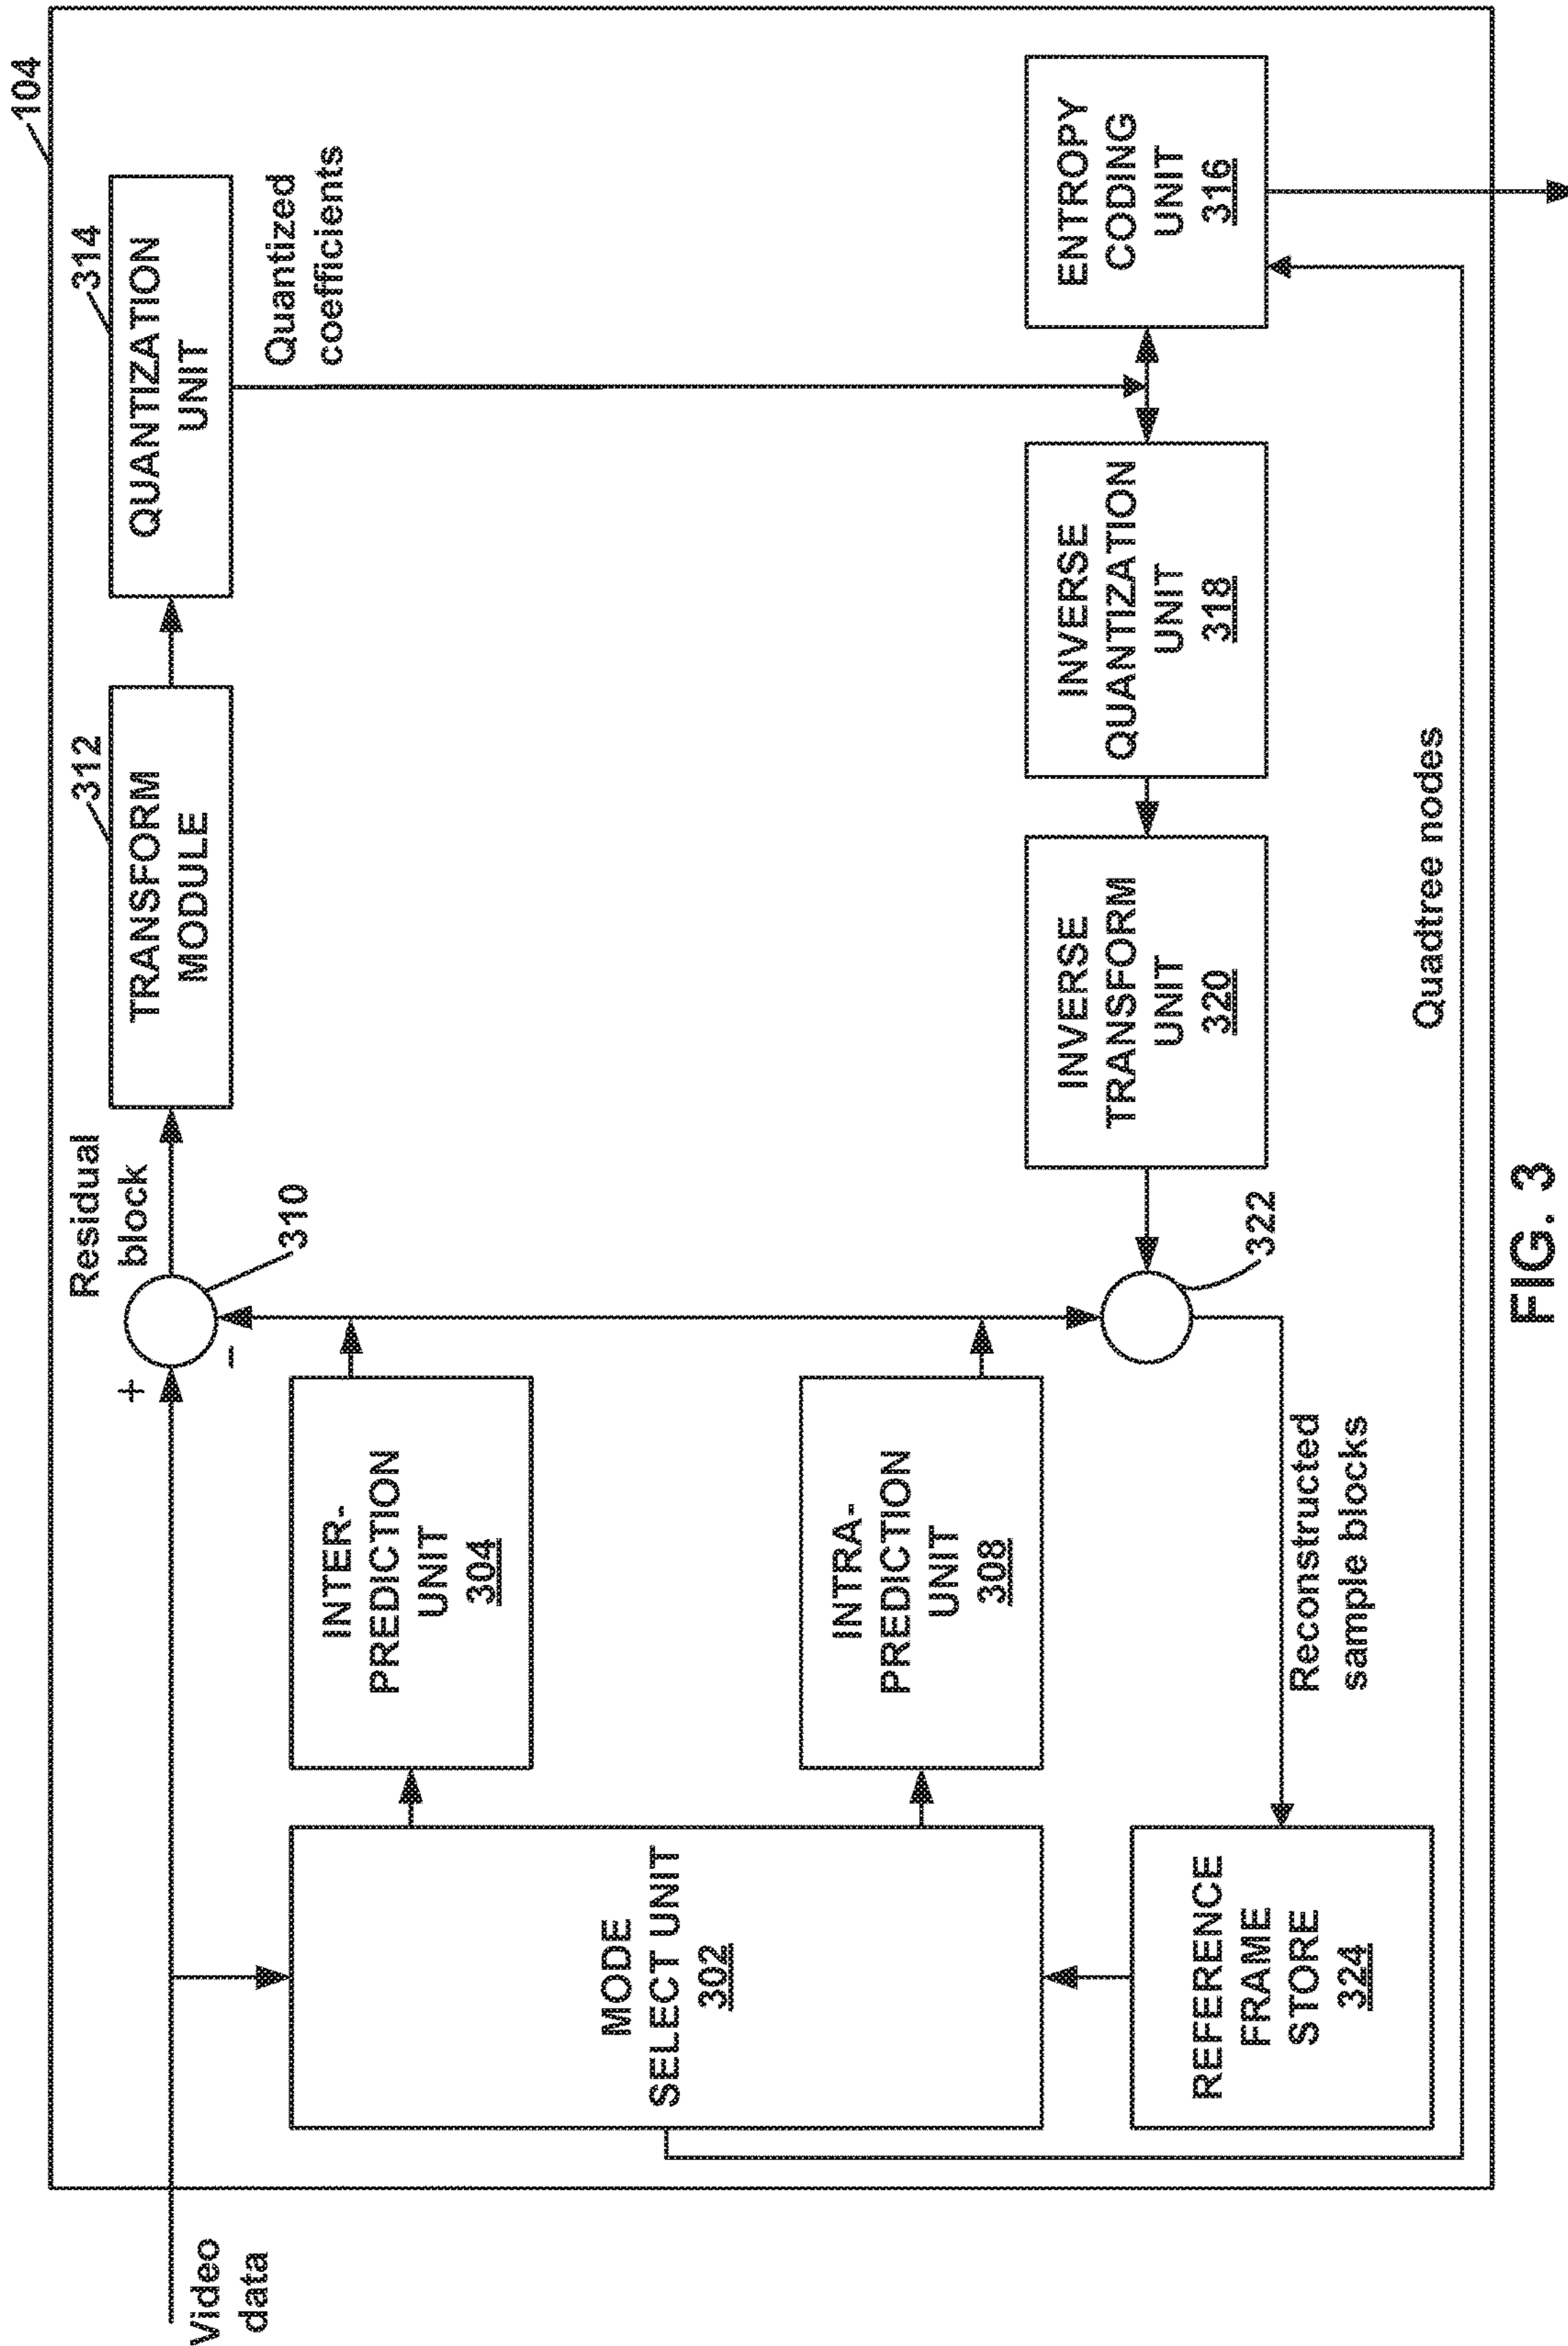 104
Video
data
+
−
Residual
block
310
312
TRANSFORM
MODULE
314
QUANTIZATION
UNIT
Quantized
coefficients
MODE
SELECT UNIT
302
INTER-
PREDICTION
UNIT
304
INTRA-
PREDICTION
UNIT
308
REFERENCE
FRAME
STORE
324
Reconstructed
sample blocks
322
INVERSE
TRANSFORM
UNIT
320
INVERSE
QUANTIZATION
UNIT
318
ENTROPY
CODING
UNIT
316
Quadtree nodes
FIG. 3